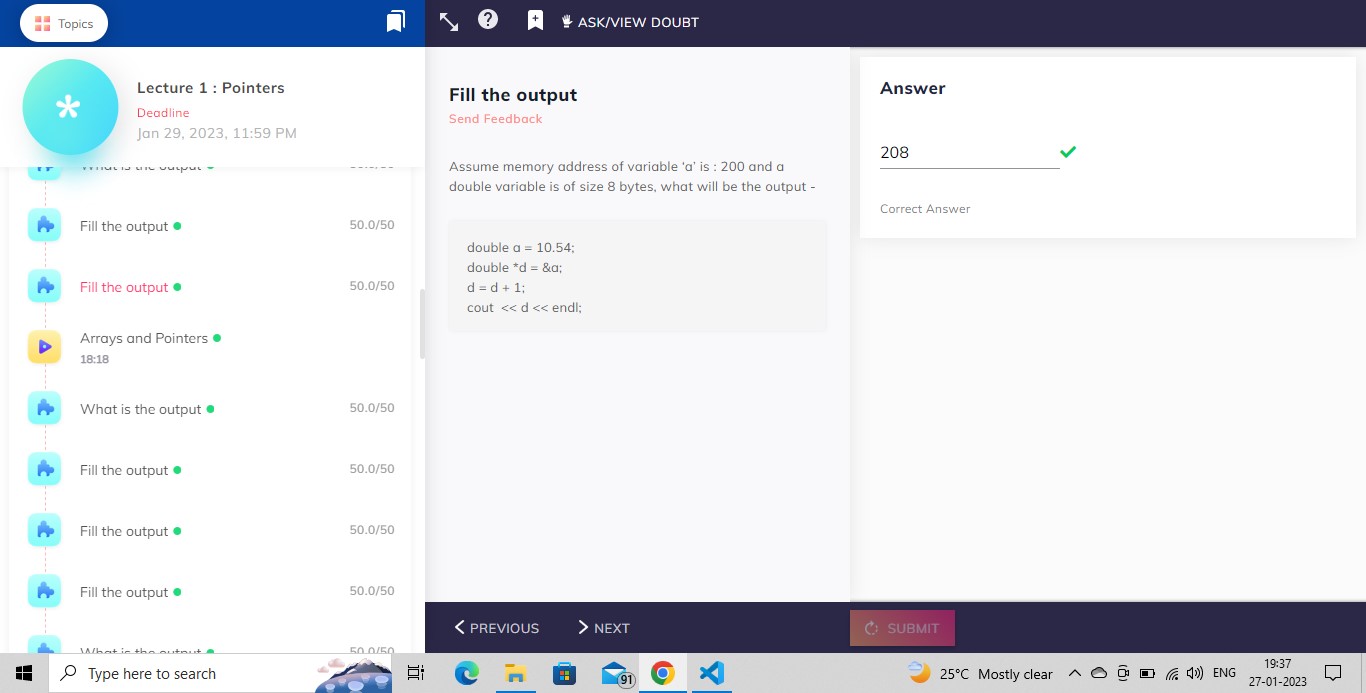 Topics
ASK/VIEW DOUBT
Lecture 1 : Pointers
Deadline
Jan 29, 2023, 11:59 PM
What is the output
50.0/50
Fill the output
50.0/50
Fill the output
50.0/50
Arrays and Pointers
18:18
What is the output
50.0/50
Fill the output
50.0/50
Fill the output
50.0/50
Fill the output
50.0/50
What is the output
50.0/50
Fill the output
Send Feedback
Assume memory address of variable ‘a’ is : 200 and a
double variable is of size 8 bytes, what will be the output -
double a = 10.54;
double *d = &a;
d = d + 1;
cout << d << endl;
Answer
208
Correct Answer
PREVIOUS
NEXT
SUBMIT
Type here to search
91
25°C Mostly clear
ENG
19:37
27-01-2023